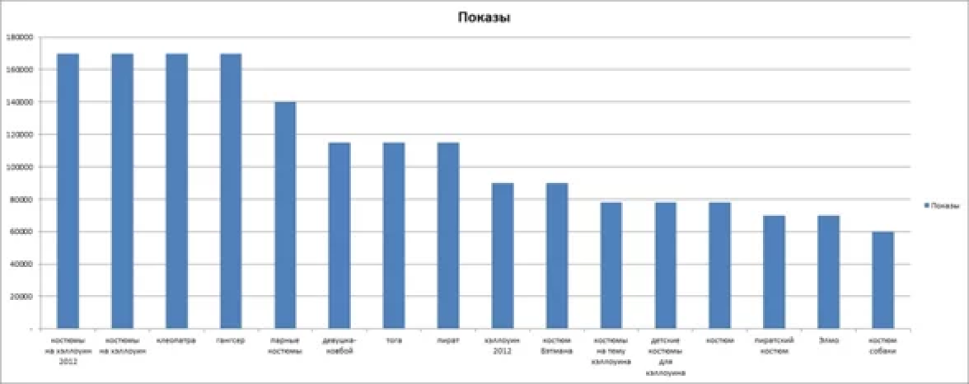 Показы
180000
160000
140000
120000
100000
80000
60000
40000
20000
-
костюмы
на хэллоуин
2012
костюмы
на хэллоуин
клеопатра
гангсер
парные
костюмы
девушка-
ковбой
тога
пират
хэллоуин
2012
костюм
Бэтмана
костюмы
на тему
хэллоуина
детские
костюмы
для
хэллоуина
костюм
пиратский
костюм
Элмо
костюм
собаки
Показы